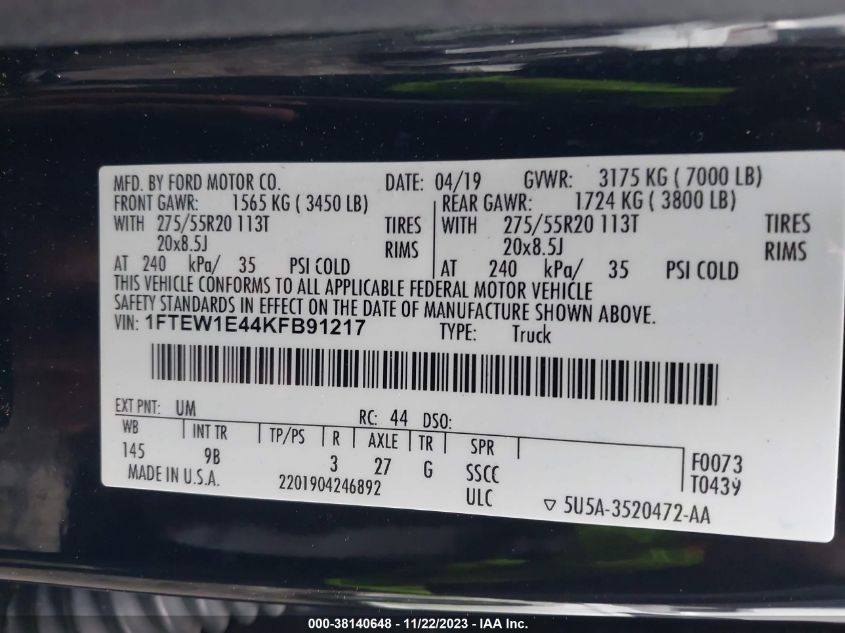 MFD. BY FORD MOTOR CO. DATE: 04/19 GVWR: 3175 KG ( 7000 LB)
FRONT GAWR: 1565 KG ( 3450 LB) REAR GAWR: 1724 KG ( 3800 LB)
WITH 275/55R20 113T TIRES WITH 275/55R20 113T TIRES
20x8.5J RIMS 20x8.5J RIMS
AT 240 kPa/ 35 PSI COLD AT 240 kPa/ 35 PSI COLD
THIS VEHICLE CONFORMS TO ALL APPLICABLE FEDERAL MOTOR VEHICLE
SAFETY STANDARDS IN EFFECT ON THE DATE OF MANUFACTURE SHOWN ABOVE.
VIN: 1FTEW1E44KFB91217 TYPE: Truck
EXT PNT: UM RC: 44 DSO:
WB INT TR TP/PS R AXLE TR SPR
145 9B 3 27 G SSCC F0073
MADE IN U.S.A. 2201904246892 ULC T0439
▽ 5U5A-3520472-AA
000-38140648 - 11/22/2023 - IAA Inc.